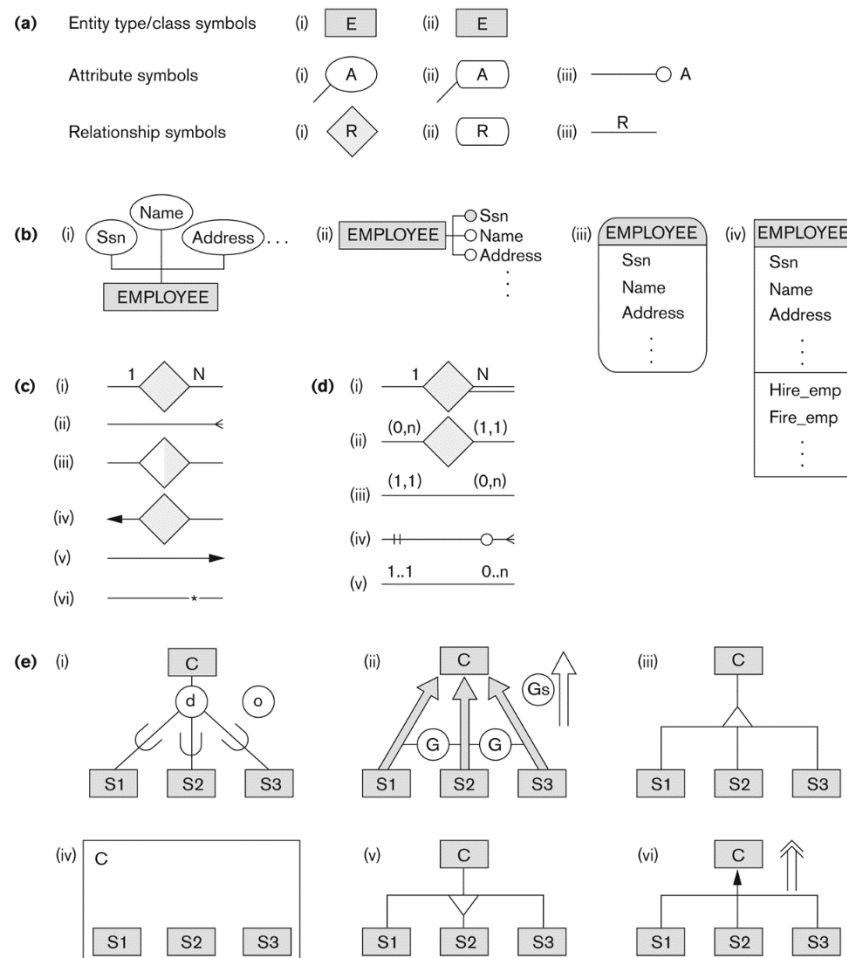 (a) Entity type/class symbols (i) E (ii) E
Attribute symbols (i) A (ii) A (iii) A
Relationship symbols (i) R (ii) R (iii) R
(b) (i) Ssn Name Address . . .
EMPLOYEE
(ii) EMPLOYEE Ssn
Name
Address
(iii) EMPLOYEE
Ssn
Name
Address
(iv) EMPLOYEE
Ssn
Name
Address
Hire_emp
Fire_emp
(c) (i) 1 N
(ii)
(iii)
(iv)
(v)
(vi) *
(d) (i) 1 N
(ii) (0,n) (1,1)
(iii) (1,1) (0,n)
(iv)
(v) 1..1 0..n
(e) (i) C
d o
S1 S2 S3
(ii) C
Gs
G G
S1 S2 S3
(iii) C
S1 S2 S3
(iv) C
S1 S2 S3
(v) C
S1 S2 S3
(vi) C
S1 S2 S3